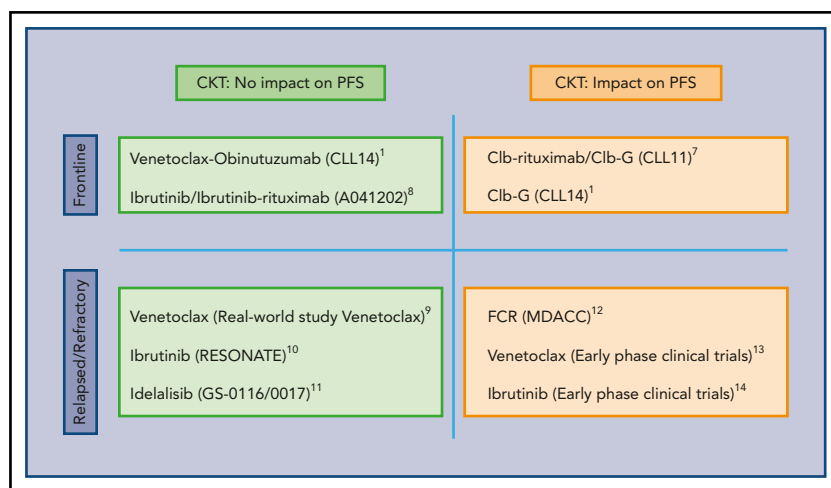 CKT: No impact on PFS
CKT: Impact on PFS
Frontline
Venetoclax-Obinutuzumab (CLL14)1
Ibrutinib/Ibrutinib-rituximab (A041202)8
Clb-rituximab/Clb-G (CLL11)7
Clb-G (CLL14)1
Relapsed/Refractory
Venetoclax (Real-world study Venetoclax)9
Ibrutinib (RESONATE)10
Idelalisib (GS-0116/0017)11
FCR (MDACC)12
Venetoclax (Early phase clinical trials)13
Ibrutinib (Early phase clinical trials)14